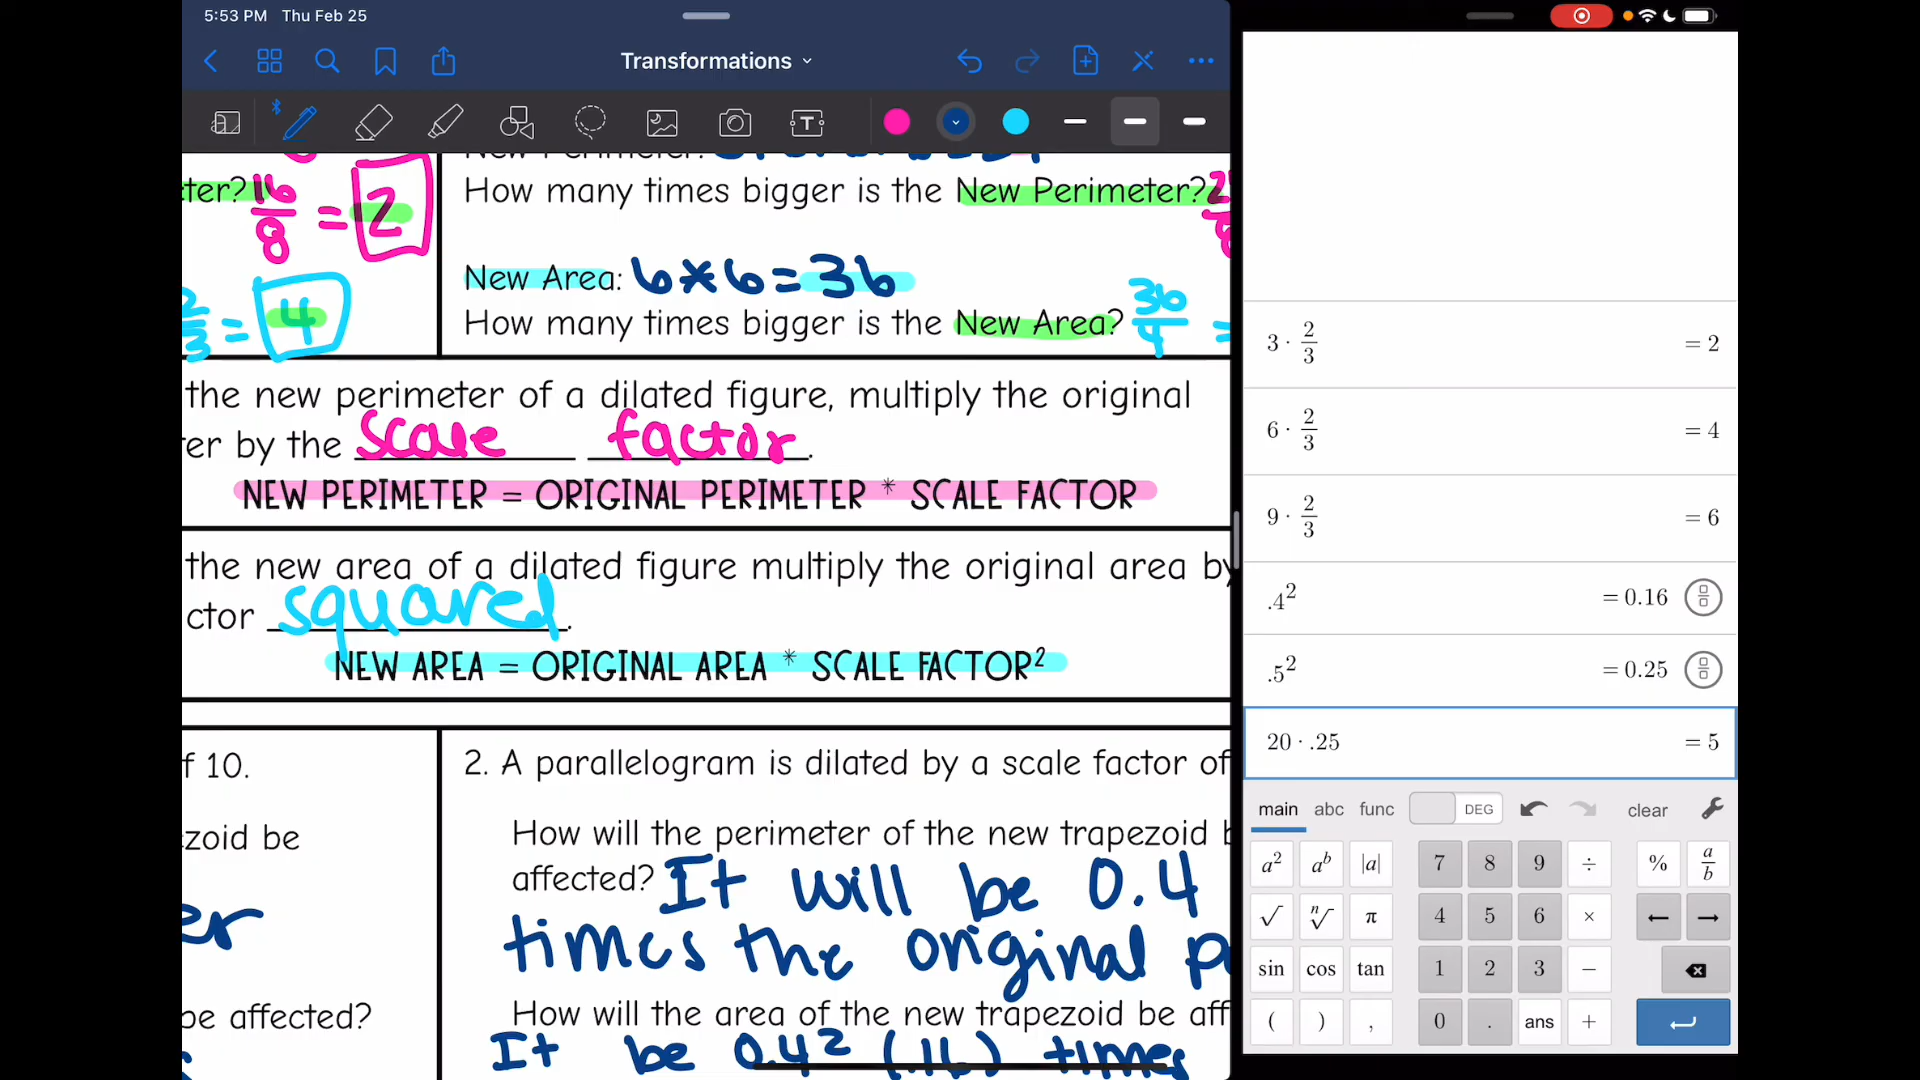 5:53 PM Thu Feb 25
Transformations
T
New Perimeter:
ter?
How many times bigger is the New Perimeter?
8 = 2
New Area: 6 * 6 = 36
= 4
How many times bigger is the New Area? 36/4 =
the new perimeter of a dilated figure, multiply the original
er by the scale factor.
NEW PERIMETER = ORIGINAL PERIMETER * SCALE FACTOR
the new area of a dilated figure multiply the original area by
ctor squared.
NEW AREA = ORIGINAL AREA * SCALE FACTOR²
f 10.
2. A parallelogram is dilated by a scale factor of
zoid be
How will the perimeter of the new trapezoid b
affected? It will be 0.4
er
times the original p
be affected?
How will the area of the new trapezoid be aff
It be 0.4² (.16) times
3 · 2/3 = 2
6 · 2/3 = 4
9 · 2/3 = 6
.4² = 0.16
.5² = 0.25
20 · .25 = 5
main abc func DEG clear
a² aᵇ |a| 7 8 9 ÷ % a/b
√ ⁿ√ π 4 5 6 × ← →
sin cos tan 1 2 3 −
( ) , 0 . ans +